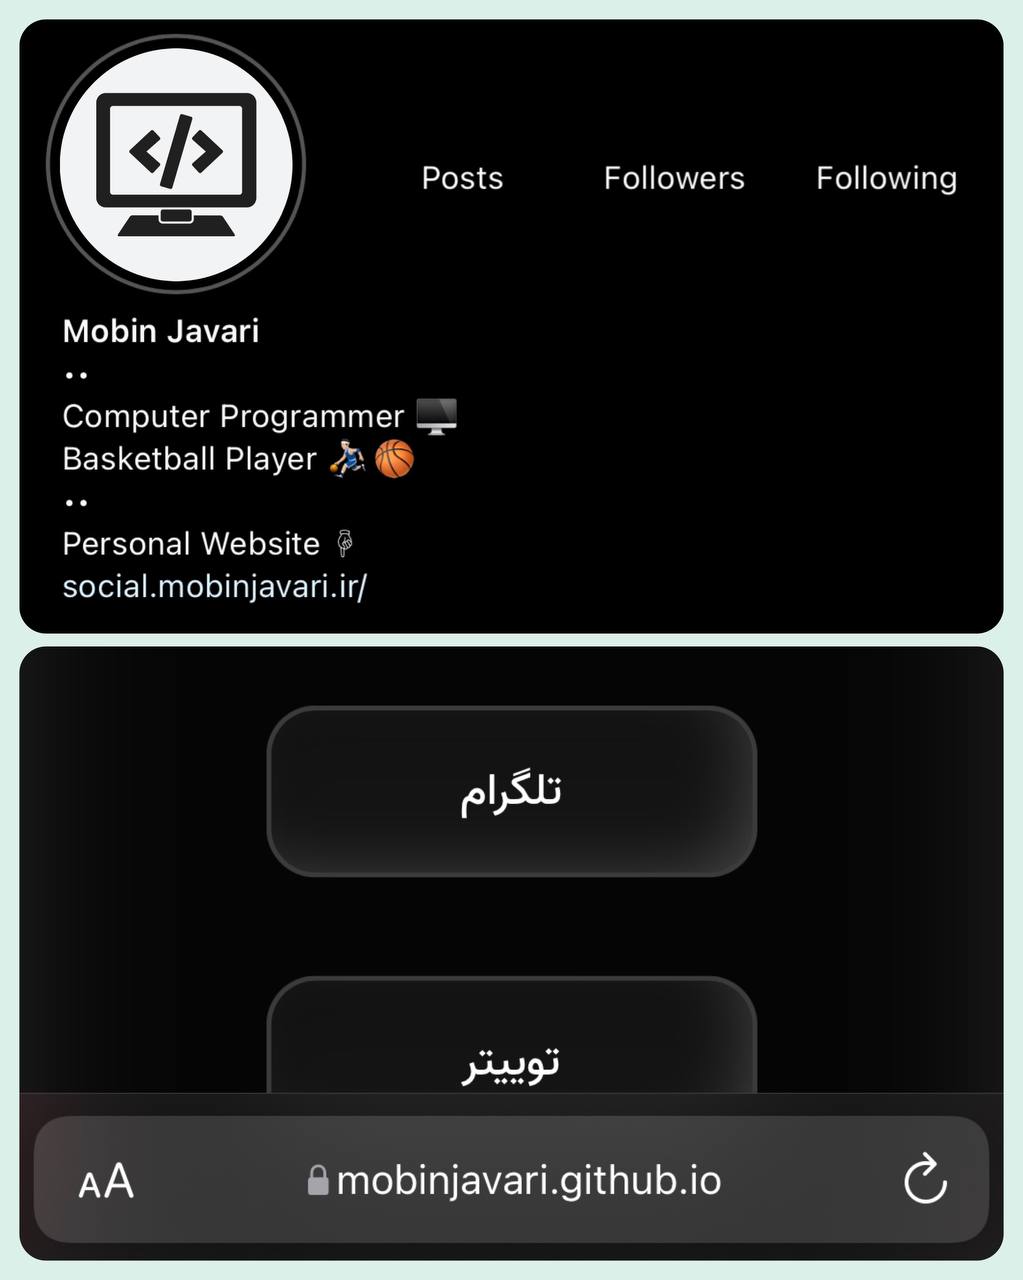 </>
Posts Followers Following
Mobin Javari
••
Computer Programmer 🖥️
Basketball Player ⛹🏻‍♂️🏀
••
Personal Website 👇
social.mobinjavari.ir/
تلگرام
توییتر
AA mobinjavari.github.io